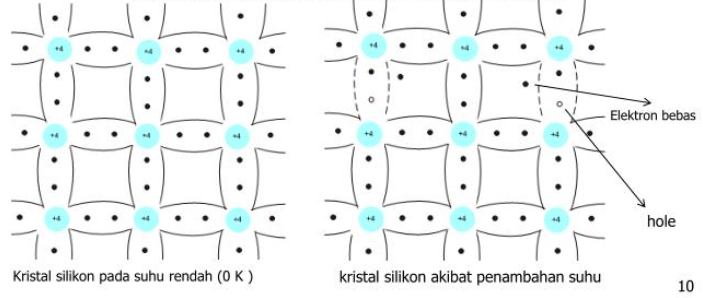 +4 +4 +4
+4 +4 +4
+4 +4 +4
+4 +4 +4
+4 +4 +4
+4 +4 +4
Elektron bebas
hole
Kristal silikon pada suhu rendah (0 K )
kristal silikon akibat penambahan suhu
10